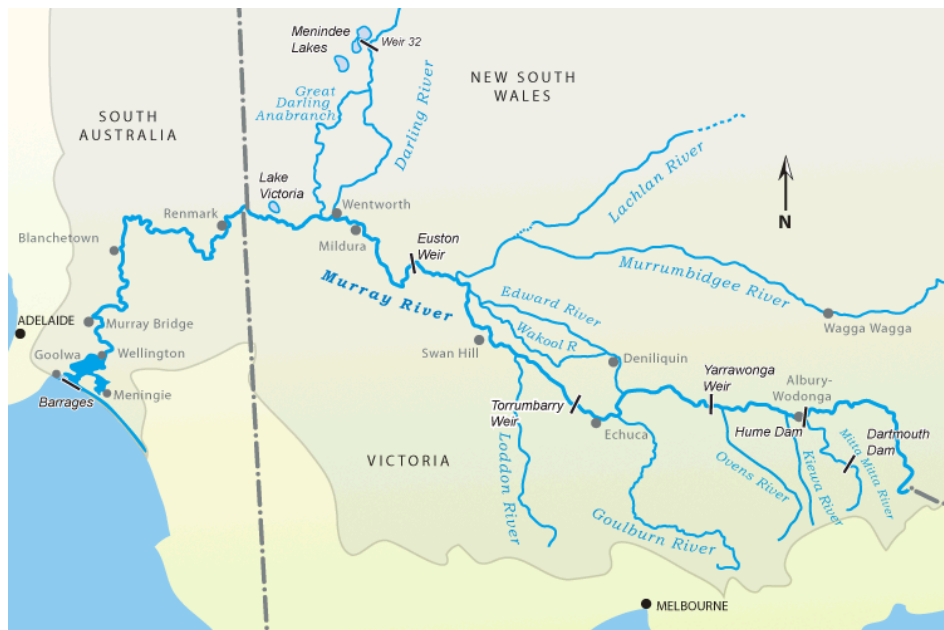 Menindee
Lakes
Weir 32
NEW SOUTH
WALES
Great
Darling
Anabranch
Darling River
SOUTH
AUSTRALIA
Lachlan River
Lake
Victoria
N
Renmark
Wentworth
Blanchetown
Mildura
Euston
Weir
Murray River
Murrumbidgee River
Edward River
ADELAIDE
Murray Bridge
Wakool R
Wagga Wagga
Goolwa
Wellington
Swan Hill
Deniliquin
Yarrawonga
Weir
Albury-
Wodonga
Meningie
Barrages
Torrumbarry
Weir
Echuca
Hume Dam
Dartmouth
Dam
VICTORIA
Loddon River
Goulburn River
Ovens River
Kiewa River
Mitta Mitta River
MELBOURNE